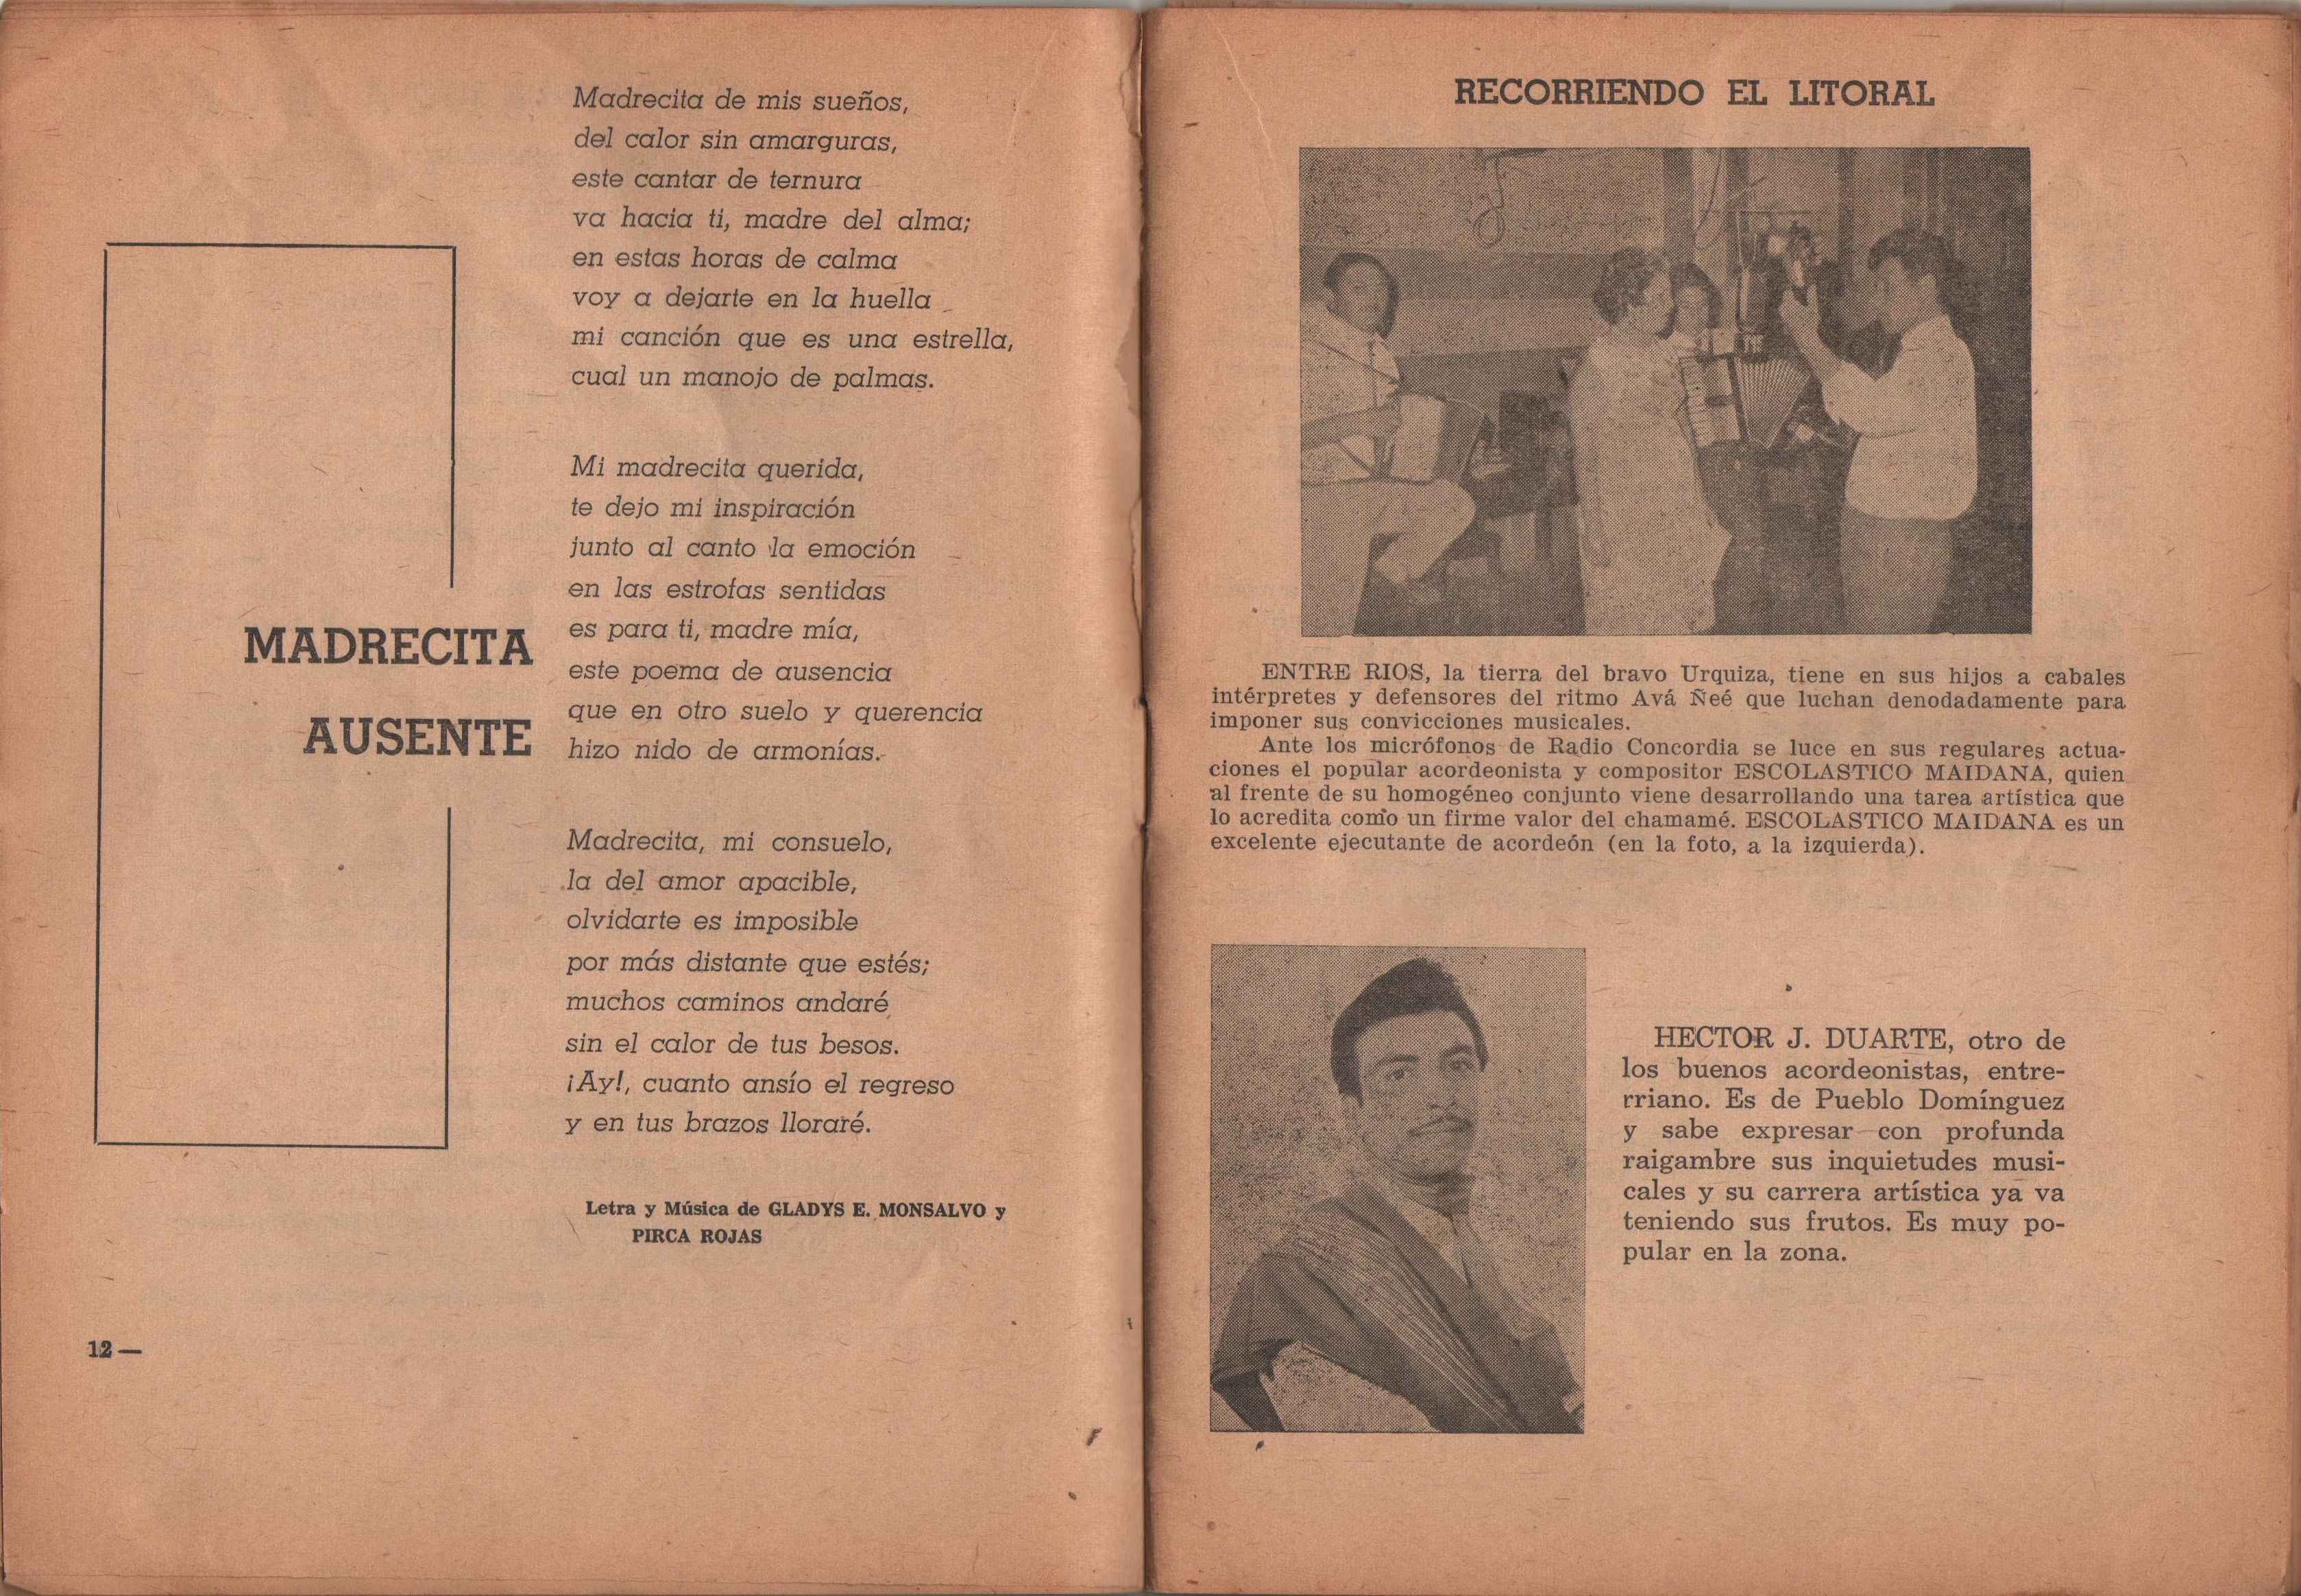 MADRECITA
AUSENTE
Madrecita de mis sueños,
del calor sin amarguras,
este cantar de ternura
va hacia ti, madre del alma;
en estas horas de calma
voy a dejarte en la huella
mi canción que es una estrella,
cual un manojo de palmas.
Mi madrecita querida,
te dejo mi inspiración
junto al canto la emoción
en las estrofas sentidas
es para ti, madre mía,
este poema de ausencia
que en otro suelo y querencia
hizo nido de armonías.
Madrecita, mi consuelo,
la del amor apacible,
olvidarte es imposible
por más distante que estés;
muchos caminos andaré
sin el calor de tus besos.
¡Ay!, cuanto ansío el regreso
y en tus brazos lloraré.
Letra y Música de GLADYS E. MONSALVO y
PIRCA ROJAS
12 —
RECORRIENDO EL LITORAL
ENTRE RIOS, la tierra del bravo Urquiza, tiene en sus hijos a cabales
intérpretes y defensores del ritmo Avá Ñeé que luchan denodadamente para
imponer sus convicciones musicales.
Ante los micrófonos de Radio Concordia se luce en sus regulares actua-
ciones el popular acordeonista y compositor ESCOLASTICO MAIDANA, quien
al frente de su homogéneo conjunto viene desarrollando una tarea artística que
lo acredita como un firme valor del chamamé. ESCOLASTICO MAIDANA es un
excelente ejecutante de acordeón (en la foto, a la izquierda).
HECTOR J. DUARTE, otro de
los buenos acordeonistas, entre-
rriano. Es de Pueblo Domínguez
y sabe expresar con profunda
raigambre sus inquietudes musi-
cales y su carrera artística ya va
teniendo sus frutos. Es muy po-
pular en la zona.